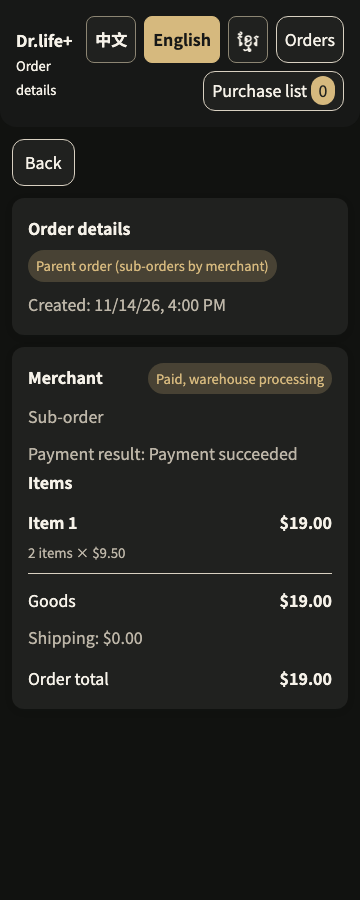 Dr.life+
Order
details
中文
English
ខ្មែរ
Orders
Purchase list 0
Back
Order details
Parent order (sub-orders by merchant)
Created: 11/14/26, 4:00 PM
Merchant
Paid, warehouse processing
Sub-order
Payment result: Payment succeeded
Items
Item 1 $19.00
2 items × $9.50
Goods $19.00
Shipping: $0.00
Order total $19.00